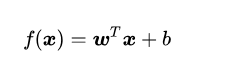 f(𝒙) = 𝒘ᵀ𝒙 + b